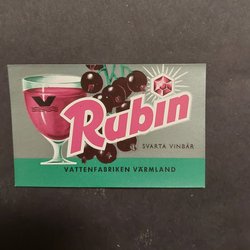 Rubin
SVARTA VINBÄR
VATTENFABRIKEN VÄRMLAND